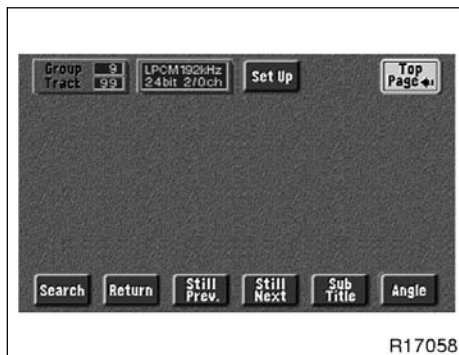 Group 9
Track 99
LPCM192kHz
24bit 2/0ch
Set Up
Top
Page
Search
Return
Still
Prev.
Still
Next
Sub
Title
Angle
R17058